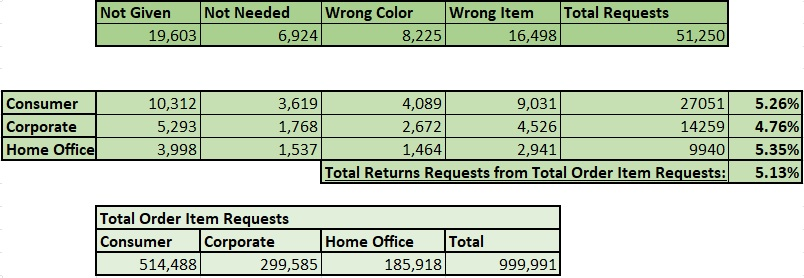 Not Given Not Needed Wrong Color Wrong Item Total Requests
19,603 6,924 8,225 16,498 51,250
Consumer 10,312 3,619 4,089 9,031 27051 5.26%
Corporate 5,293 1,768 2,672 4,526 14259 4.76%
Home Office 3,998 1,537 1,464 2,941 9940 5.35%
Total Returns Requests from Total Order Item Requests: 5.13%
Total Order Item Requests
Consumer Corporate Home Office Total
514,488 299,585 185,918 999,991